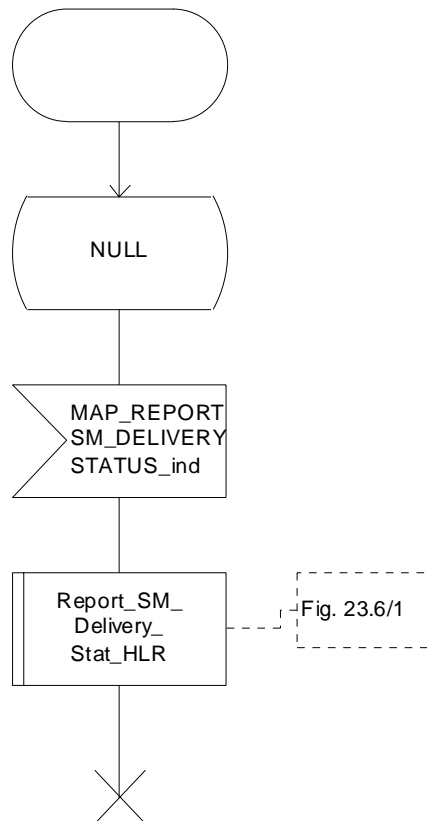 NULL
MAP_REPORT
SM_DELIVERY
STATUS_ind
Report_SM_
Delivery_
Stat_HLR
Fig. 23.6/1